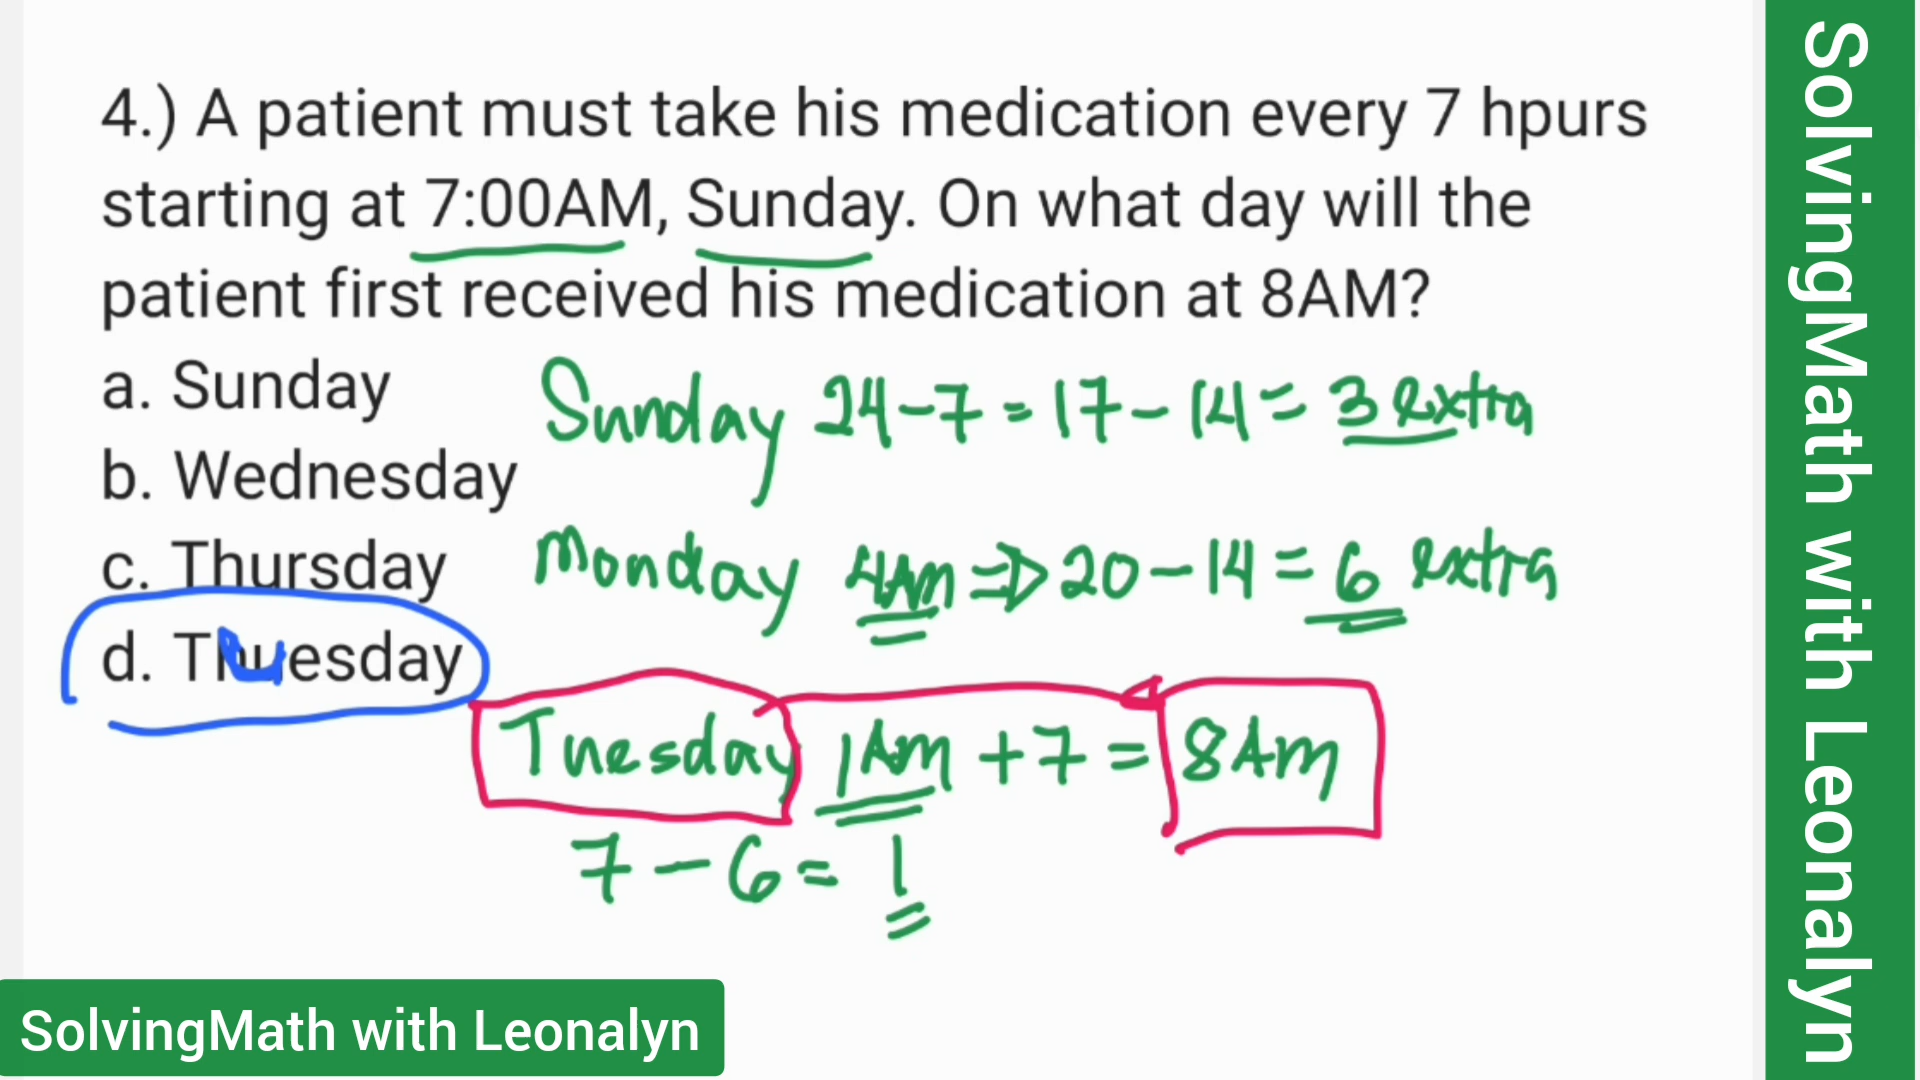 4.) A patient must take his medication every 7 hpurs
starting at 7:00AM, Sunday. On what day will the
patient first received his medication at 8AM?
a. Sunday
Sunday 24-7 = 17-14 = 3 extra
b. Wednesday
c. Thursday
Monday 4Am ⇒ 20-14 = 6 extra
d. Thuesday
Tuesday 1Am +7 = 8Am
7-6 = 1
SolvingMath with Leonalyn
SolvingMath with Leonalyn